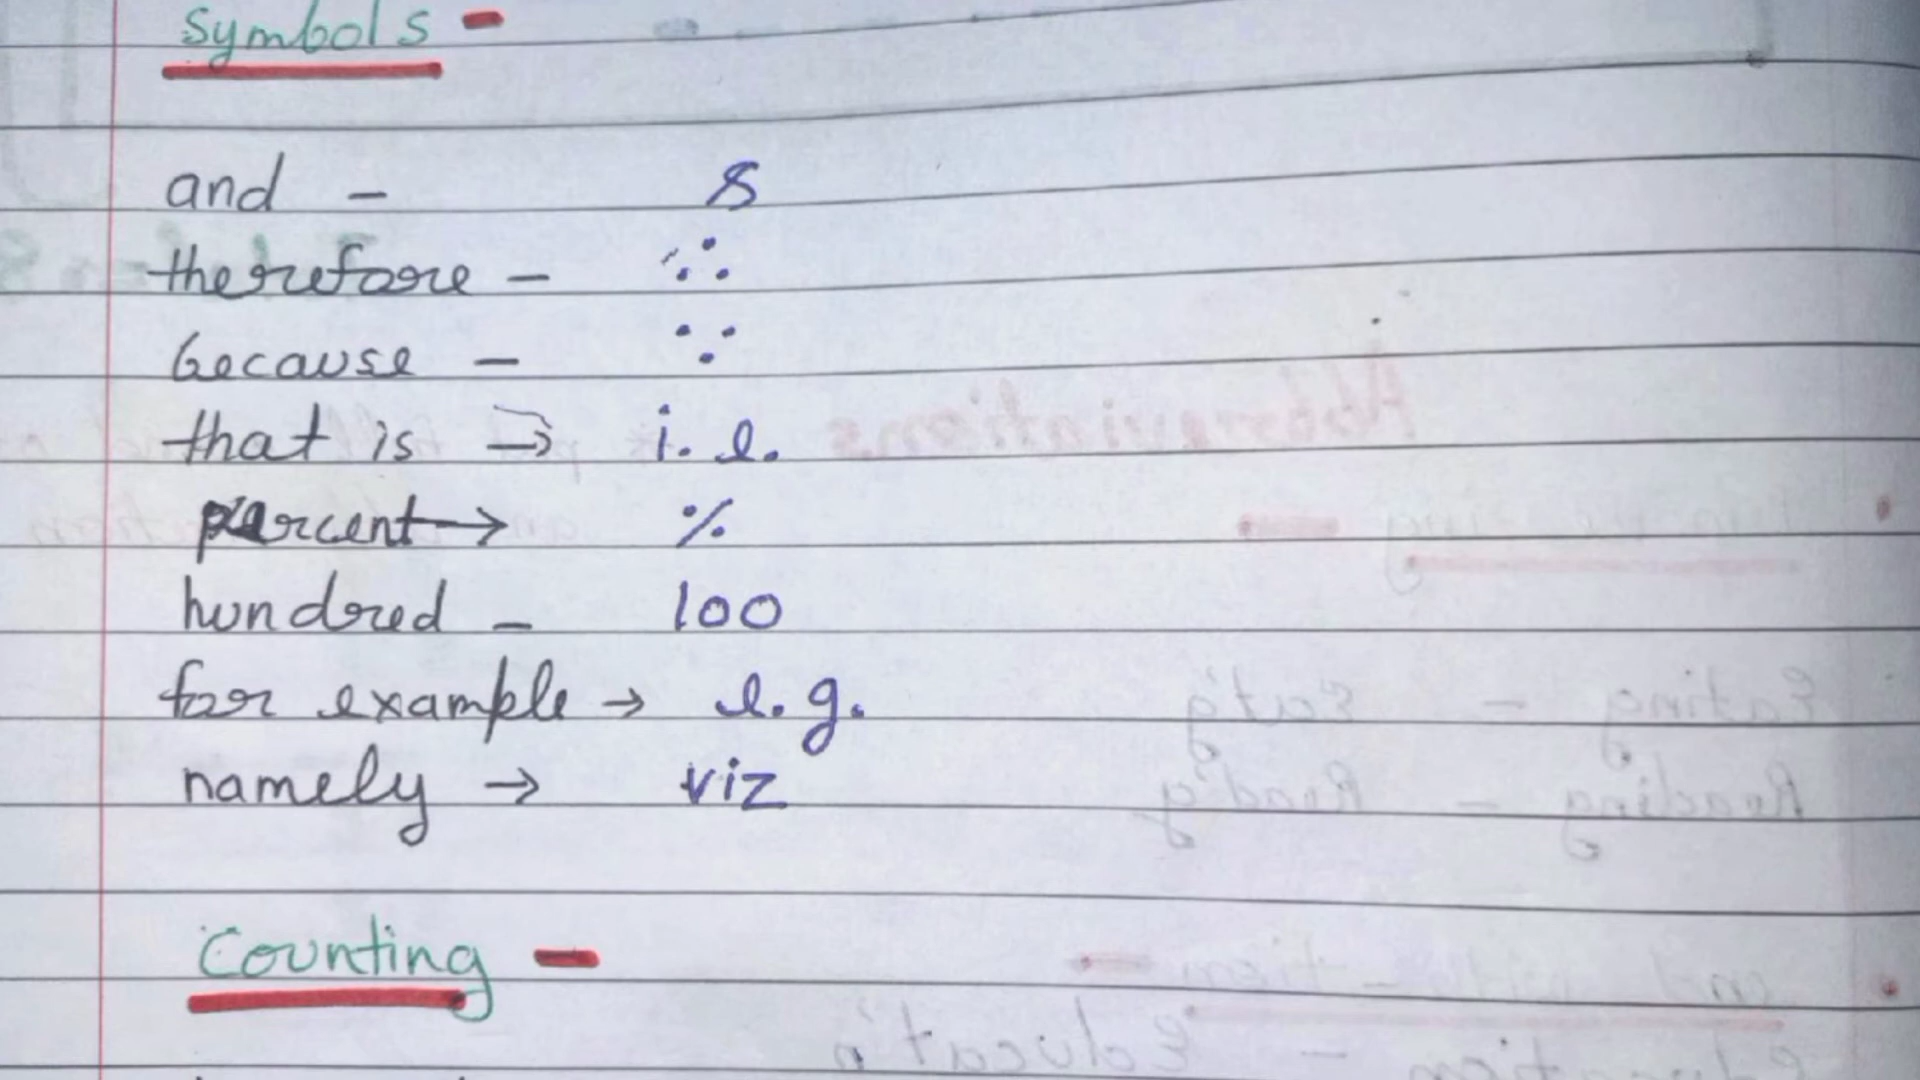 Symbols -
and - &
therefore - ∴
because - ∵
that is → i.e.
percent → %
hundred - 100
for example → e.g.
namely → viz
Counting -